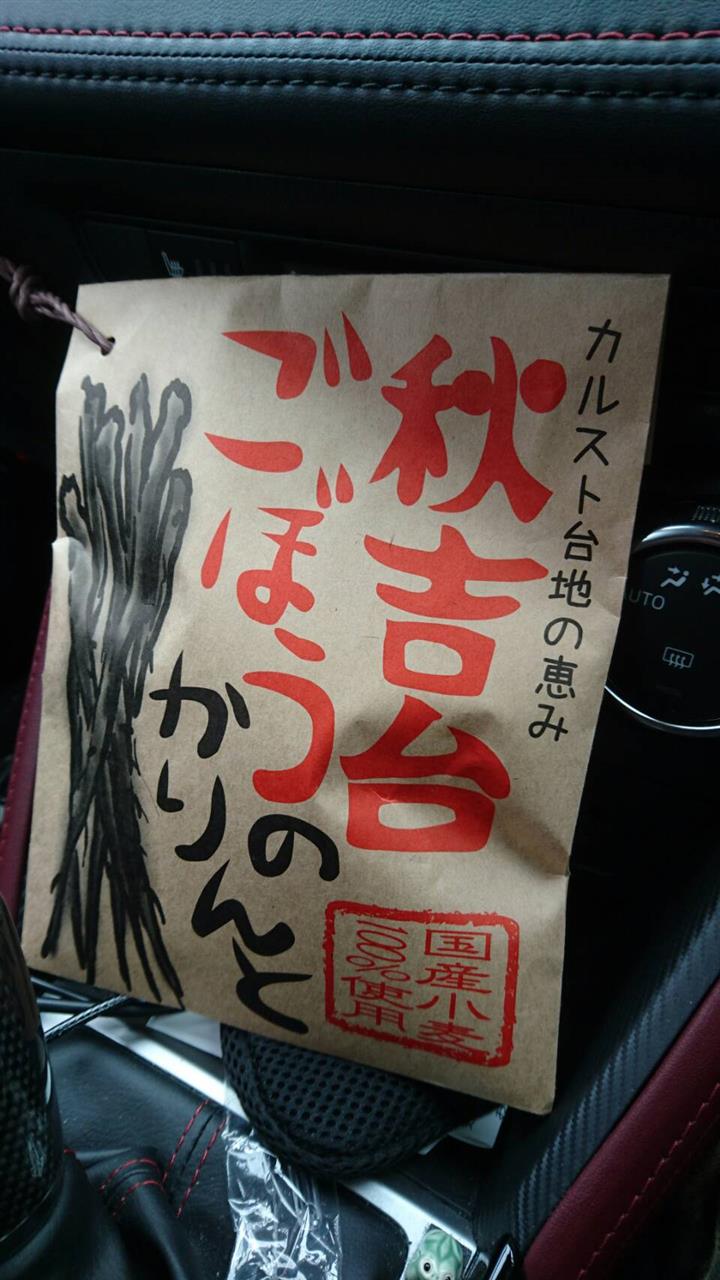 カルスト台地の恵み
秋吉台
ごぼうの
かりんと
国産小麦
100%使用
AUTO